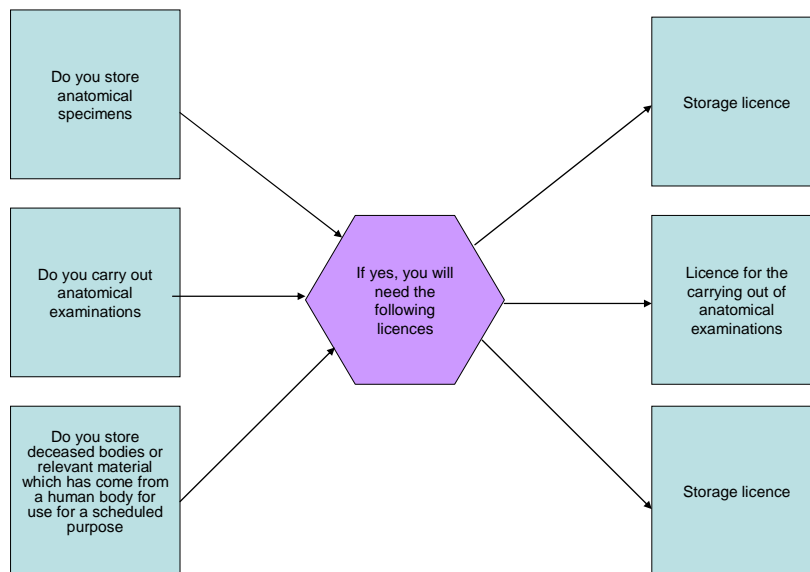 Do you store
anatomical
specimens
Storage licence
Do you carry out
anatomical
examinations
If yes, you will
need the
following
licences
Licence for the
carrying out of
anatomical
examinations
Do you store
deceased bodies or
relevant material
which has come from
a human body for
use for a scheduled
purpose
Storage licence